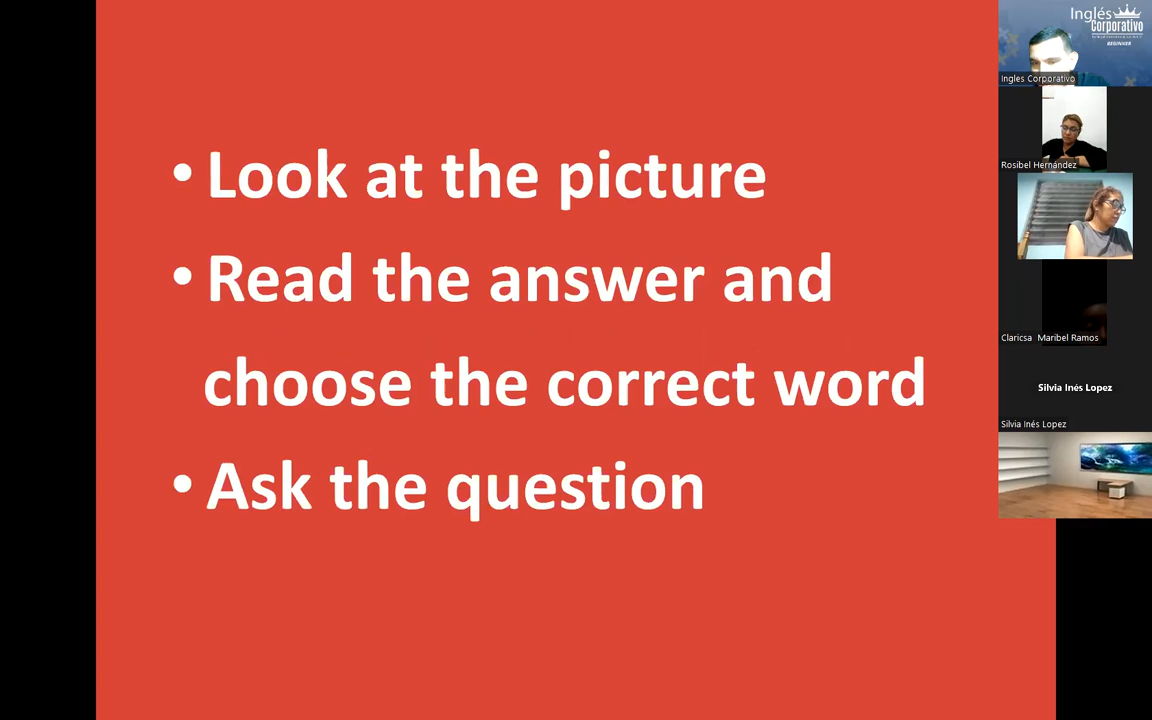 • Look at the picture
• Read the answer and
choose the correct word
• Ask the question
Inglés
Corporativo
BEGINNER
Ingles Corporativo
Rosibel Hernández
Claricsa Maribel Ramos
Silvia Inés Lopez
Silvia Inés Lopez